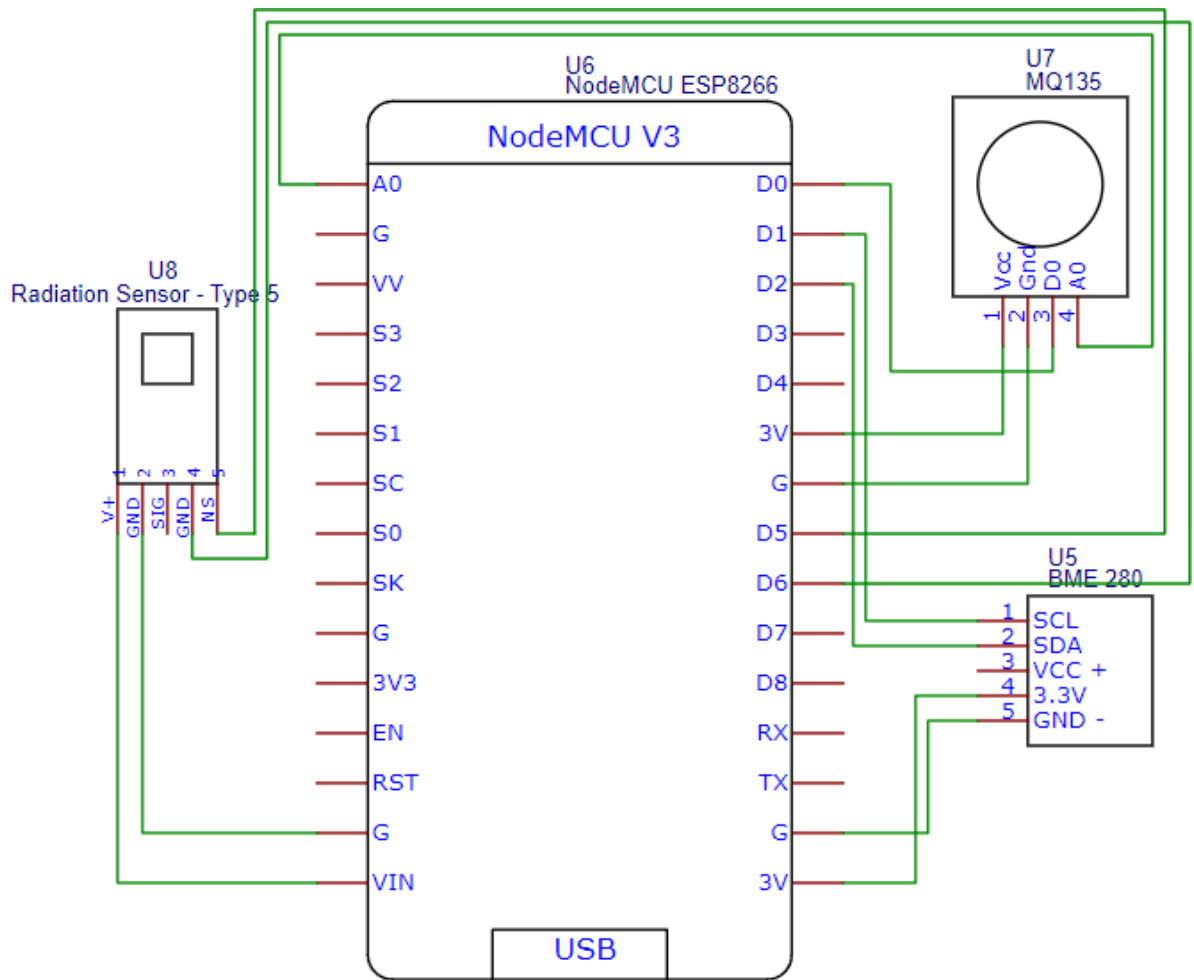 U6
NodeMCU ESP8266
NodeMCU V3
A0
G
VV
S3
S2
S1
SC
S0
SK
G
3V3
EN
RST
G
VIN
D0
D1
D2
D3
D4
3V
G
D5
D6
D7
D8
RX
TX
G
3V
USB
U7
MQ135
Vcc
Gnd
D0
A0
1
2
3
4
U8
Radiation Sensor - Type 5
1
2
3
4
5
V+
GND
SIG
GND
NS
U5
BME 280
1 SCL
2 SDA
3 VCC +
4 3.3V
5 GND -